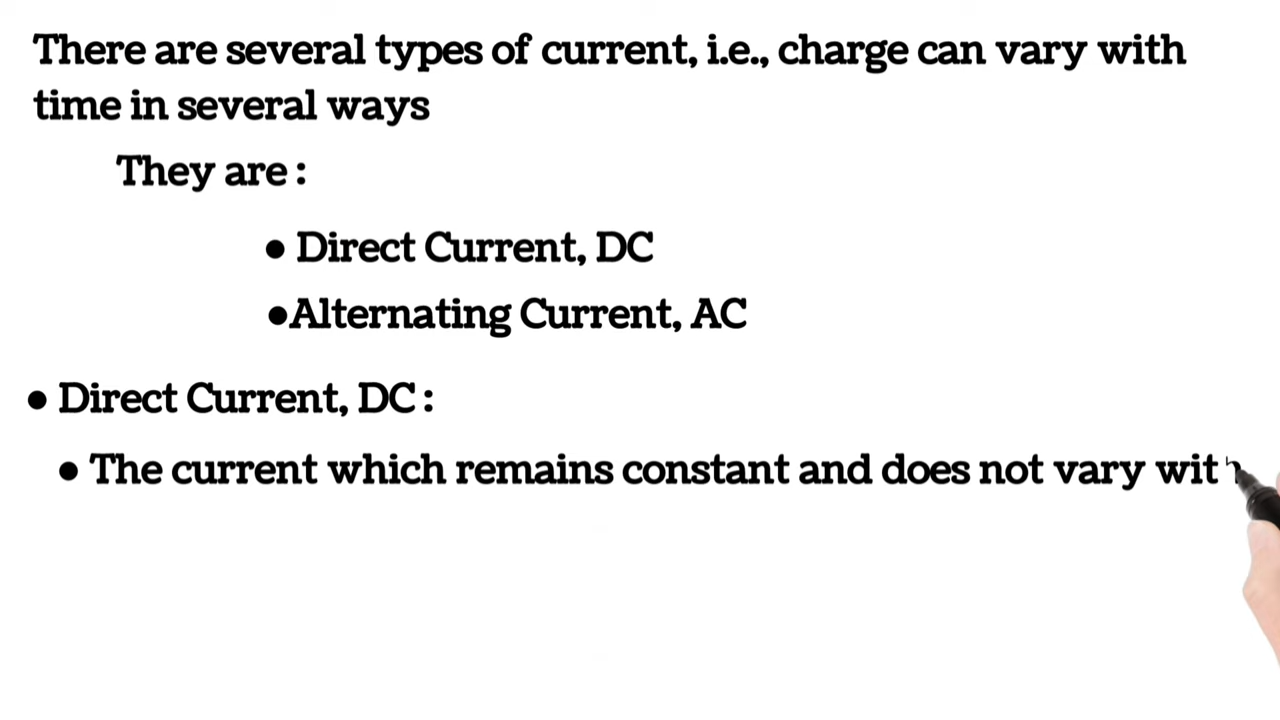 There are several types of current, i.e., charge can vary with
time in several ways
They are :
• Direct Current, DC
•Alternating Current, AC
• Direct Current, DC :
• The current which remains constant and does not vary